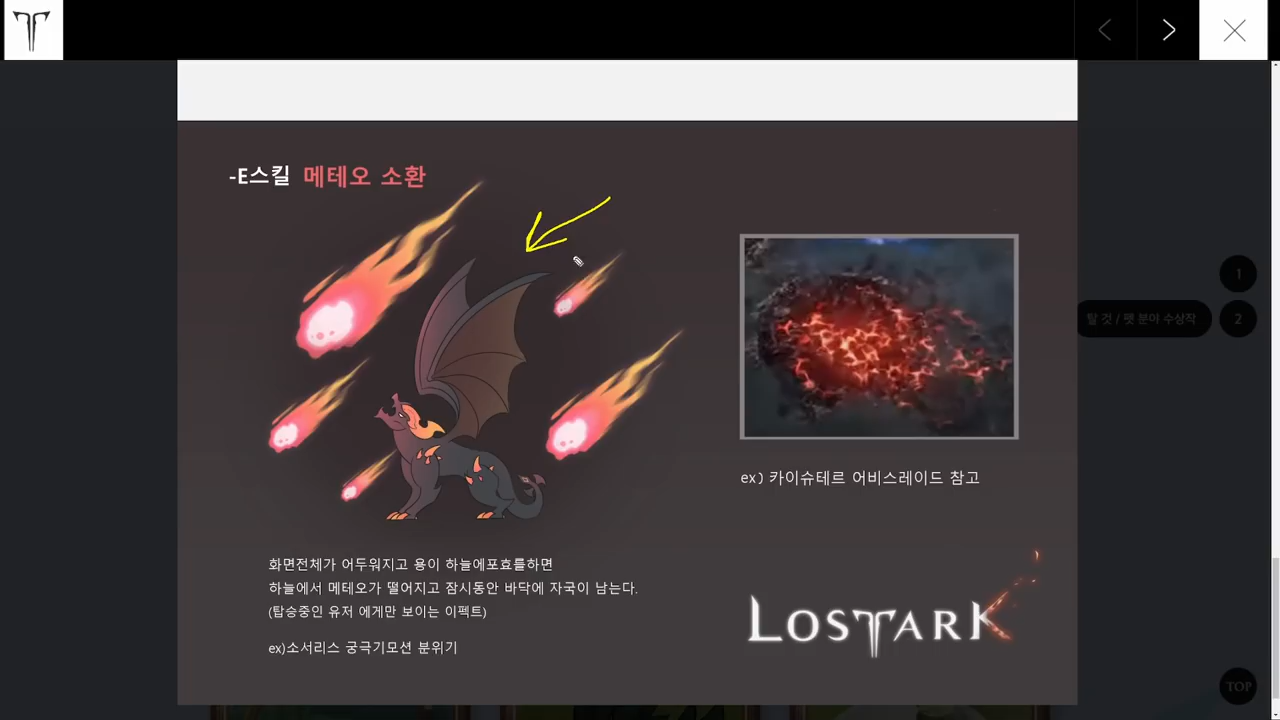 -E스킬 메테오 소환
ex) 카이슈테르 어비스레이드 참고
탈 것 / 펫 분야 수상작
1
2
화면전체가 어두워지고 용이 하늘에포효를하면
하늘에서 메테오가 떨어지고 잠시동안 바닥에 자국이 남는다.
(탑승중인 유저 에게만 보이는 이펙트)
ex)소서리스 궁극기모션 분위기
LOSTARK
TOP